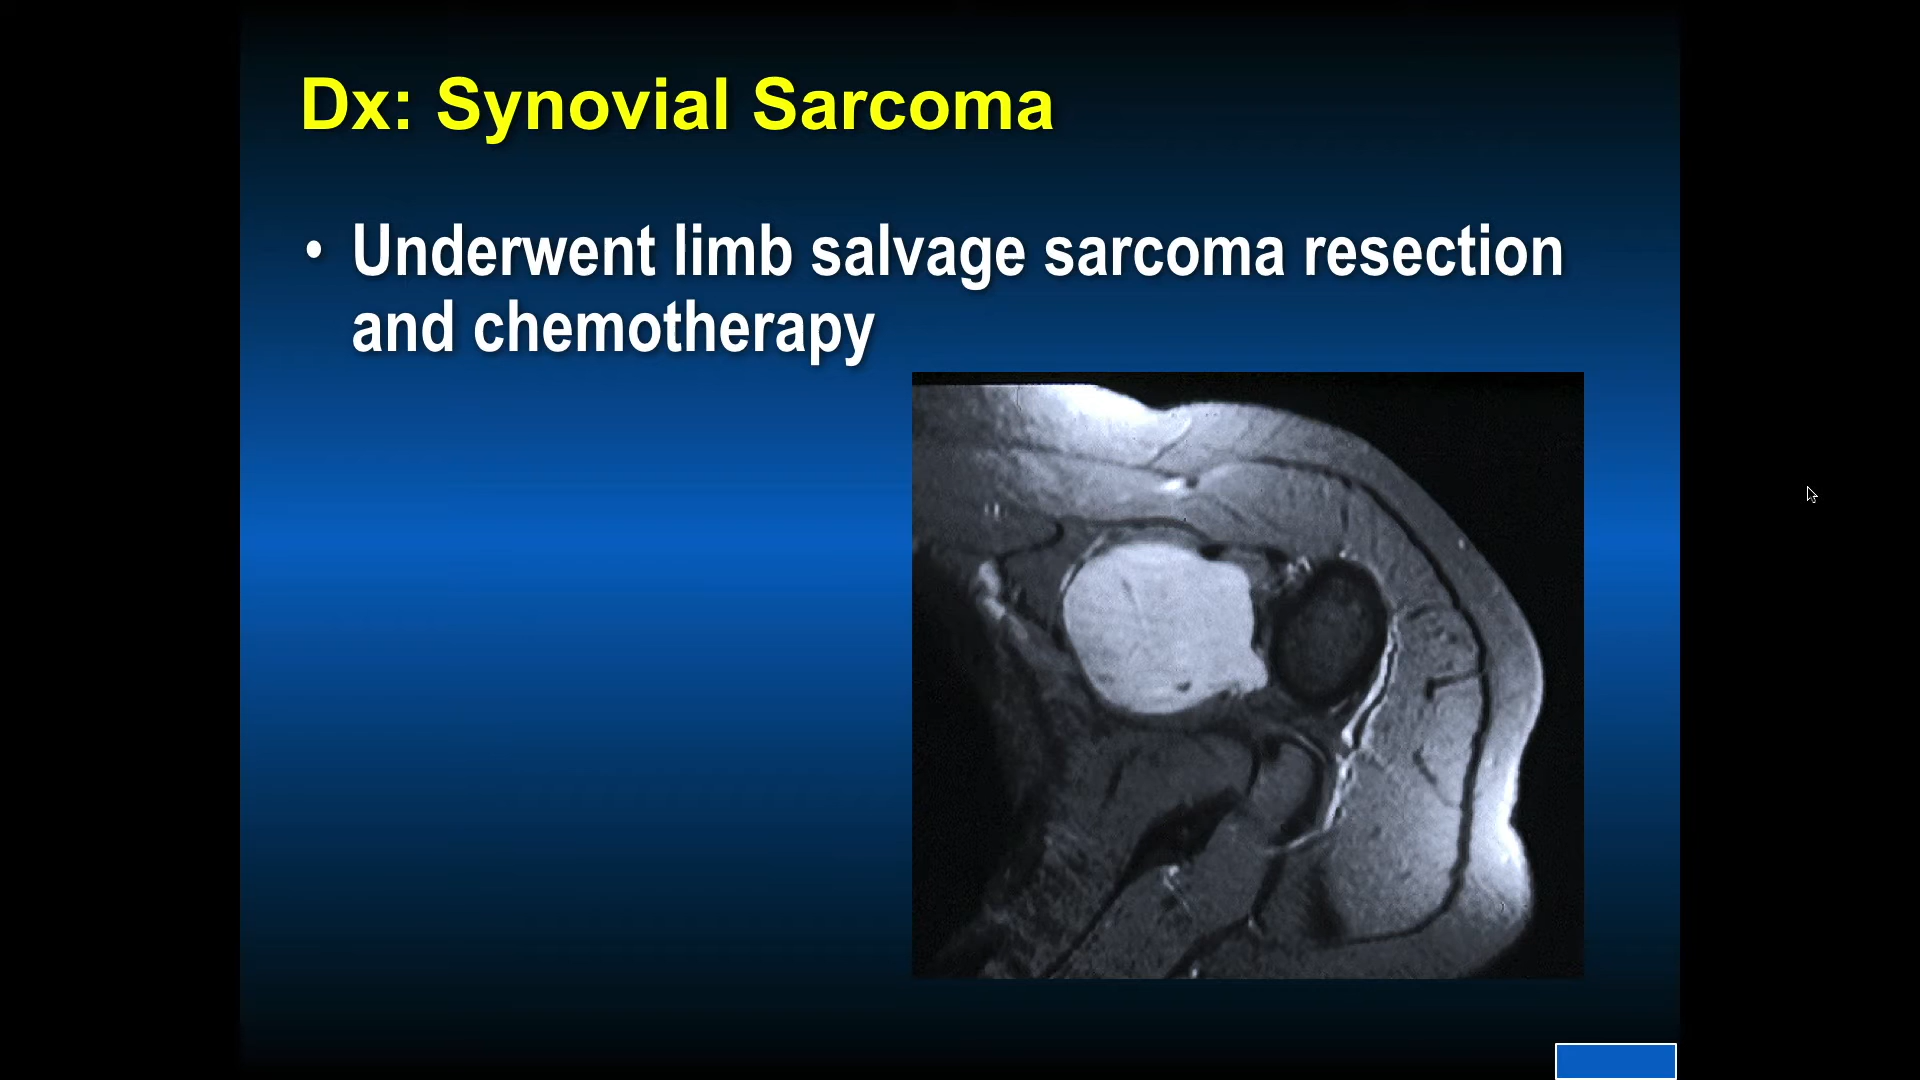 Dx: Synovial Sarcoma
• Underwent limb salvage sarcoma resection
and chemotherapy